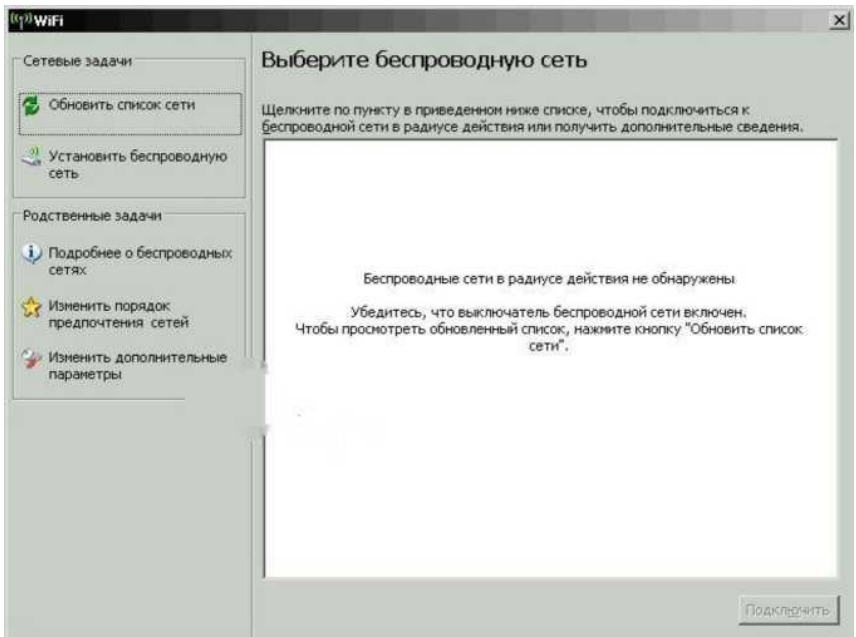 WiFi
Сетевые задачи
Обновить список сети
Установить беспроводную
сеть
Родственные задачи
Подробнее о беспроводных
сетях
Изменить порядок
предпочтения сетей
Изменить дополнительные
параметры
Выберите беспроводную сеть
Щелкните по пункту в приведенном ниже списке, чтобы подключиться к
беспроводной сети в радиусе действия или получить дополнительные сведения.
Беспроводные сети в радиусе действия не обнаружены
Убедитесь, что выключатель беспроводной сети включен.
Чтобы просмотреть обновленный список, нажмите кнопку "Обновить список
сети".
Подключить